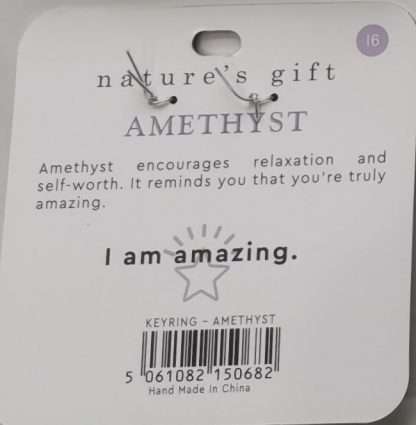 16
nature's gift
AMETHYST
Amethyst encourages relaxation and
self-worth. It reminds you that you're truly
amazing.
I am amazing.
KEYRING – AMETHYST
5 061082 150682
Hand Made In China